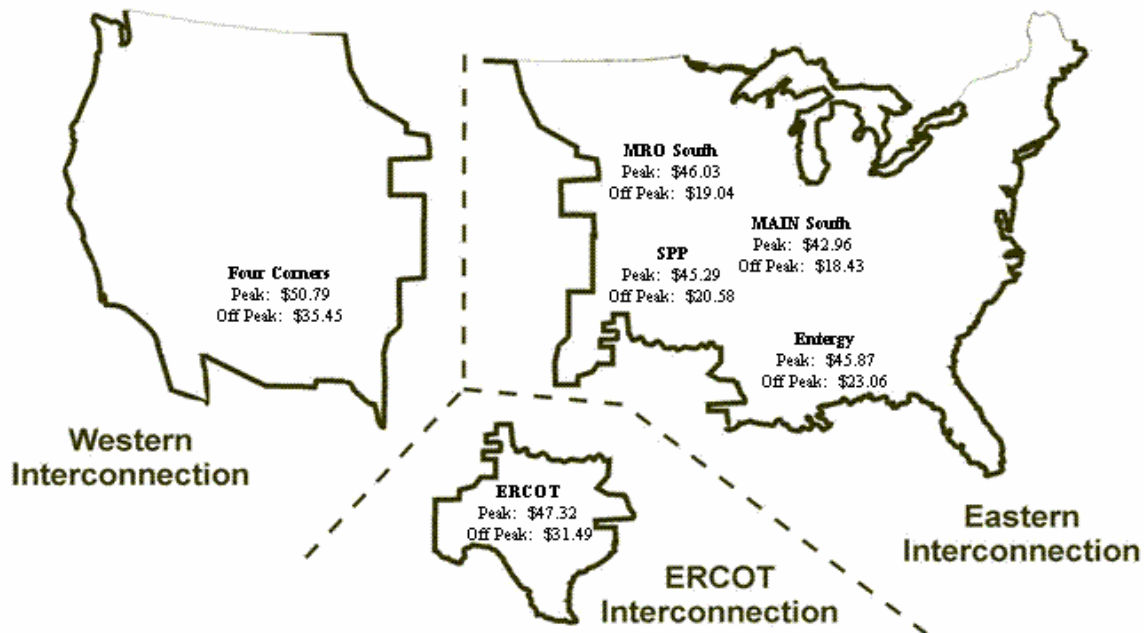 MRO South
Peak: $46.03
Off Peak: $19.04
MAIN South
Peak: $42.96
Off Peak: $18.43
SPP
Peak: $45.29
Off Peak: $20.58
Four Corners
Peak: $50.79
Off Peak: $35.45
Entergy
Peak: $45.87
Off Peak: $23.06
Western
Interconnection
ERCOT
Peak: $47.32
Off Peak: $31.49
Eastern
Interconnection
ERCOT
Interconnection